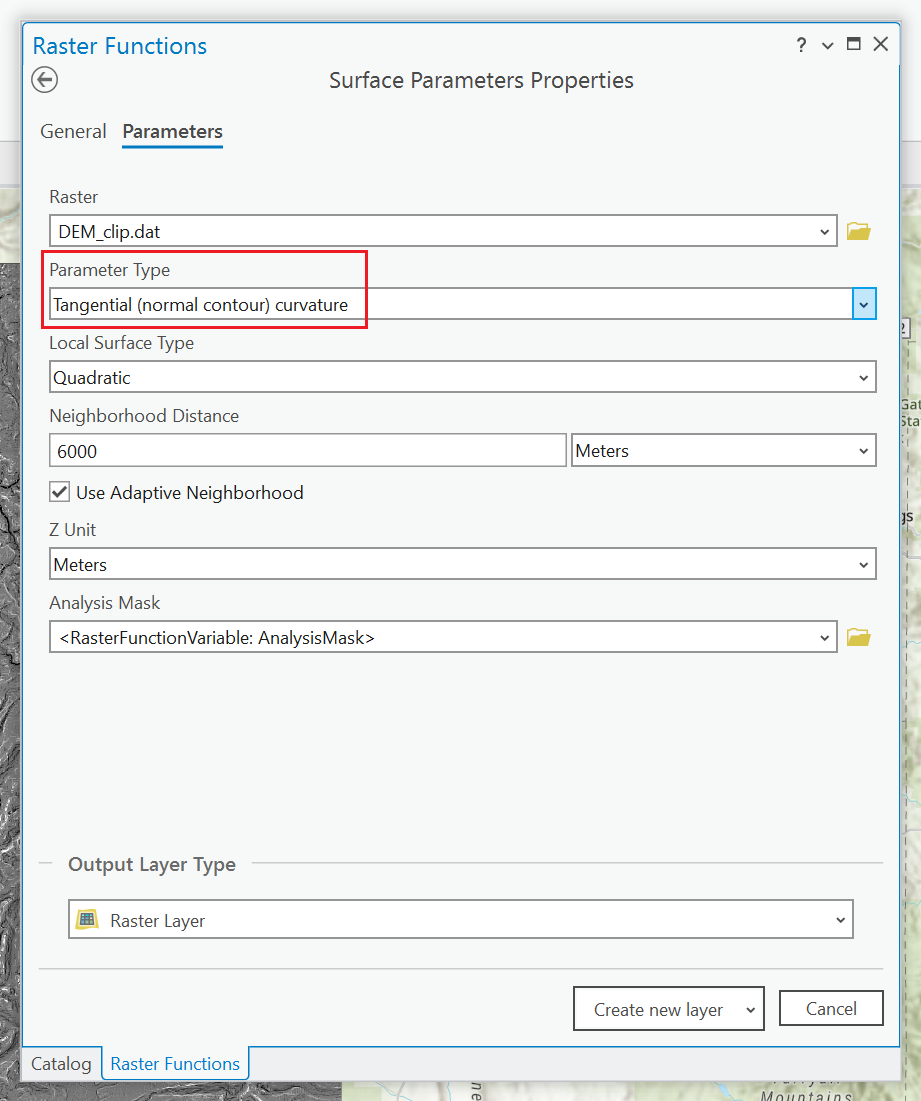 Raster Functions
?
Surface Parameters Properties
General Parameters
Raster
DEM_clip.dat
Parameter Type
Tangential (normal contour) curvature
Local Surface Type
Quadratic
Neighborhood Distance
6000 Meters
Use Adaptive Neighborhood
Z Unit
Meters
Analysis Mask
<RasterFunctionVariable: AnalysisMask>
Output Layer Type
Raster Layer
Create new layer Cancel
Catalog Raster Functions
Mountains